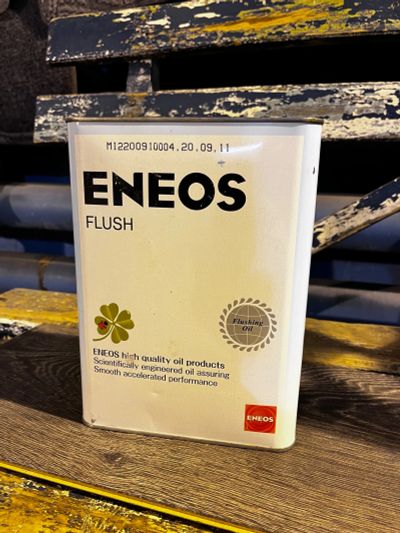 M12200910004.20.09.11
ENEOS
FLUSH
Flushing
Oil
ENEOS high quality oil products
Scientifically engineered oil assuring
Smooth accelerated performance
ENEOS